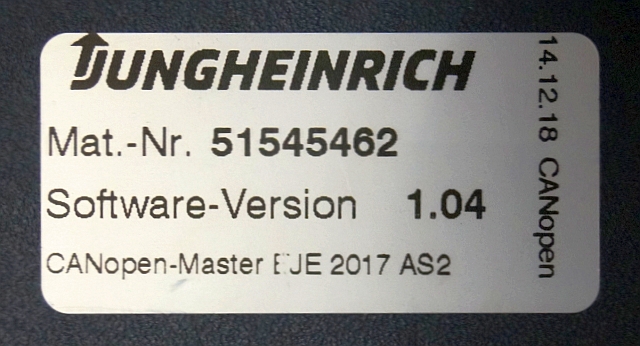 JUNGHEINRICH
Mat.-Nr. 51545462
Software-Version 1.04
CANopen-Master EJE 2017 AS2
14.12.18 CANopen